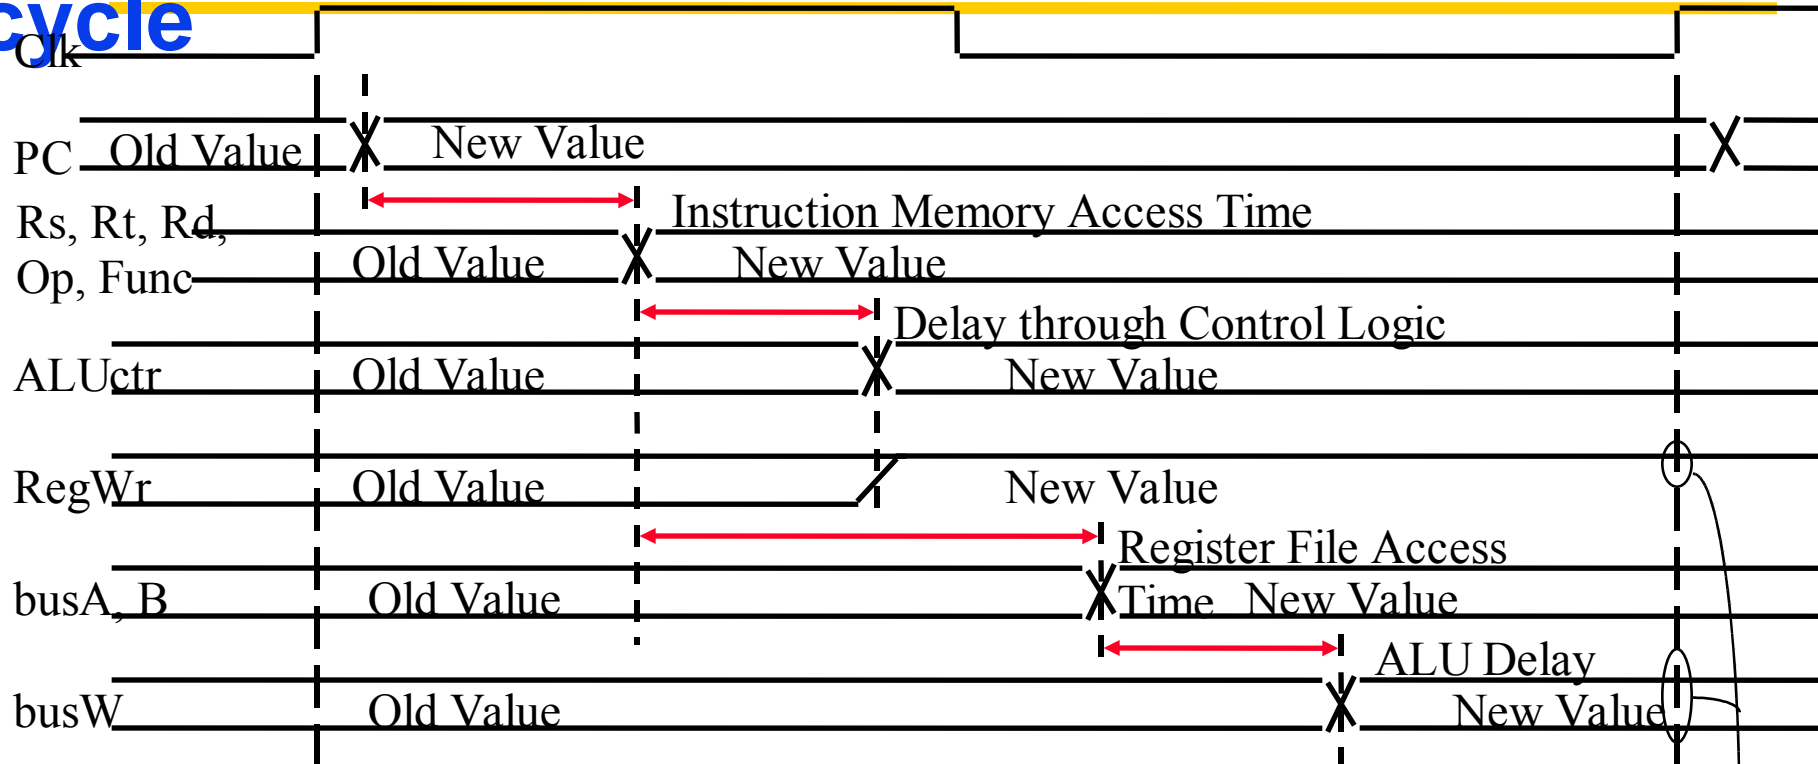 cycle
Clk
PC Old Value New Value
Rs, Rt, Rd, Instruction Memory Access Time
Op, Func Old Value New Value
Delay through Control Logic
ALUctr Old Value New Value
RegWr Old Value New Value
Register File Access
busA, B Old Value Time New Value
ALU Delay
busW Old Value New Value